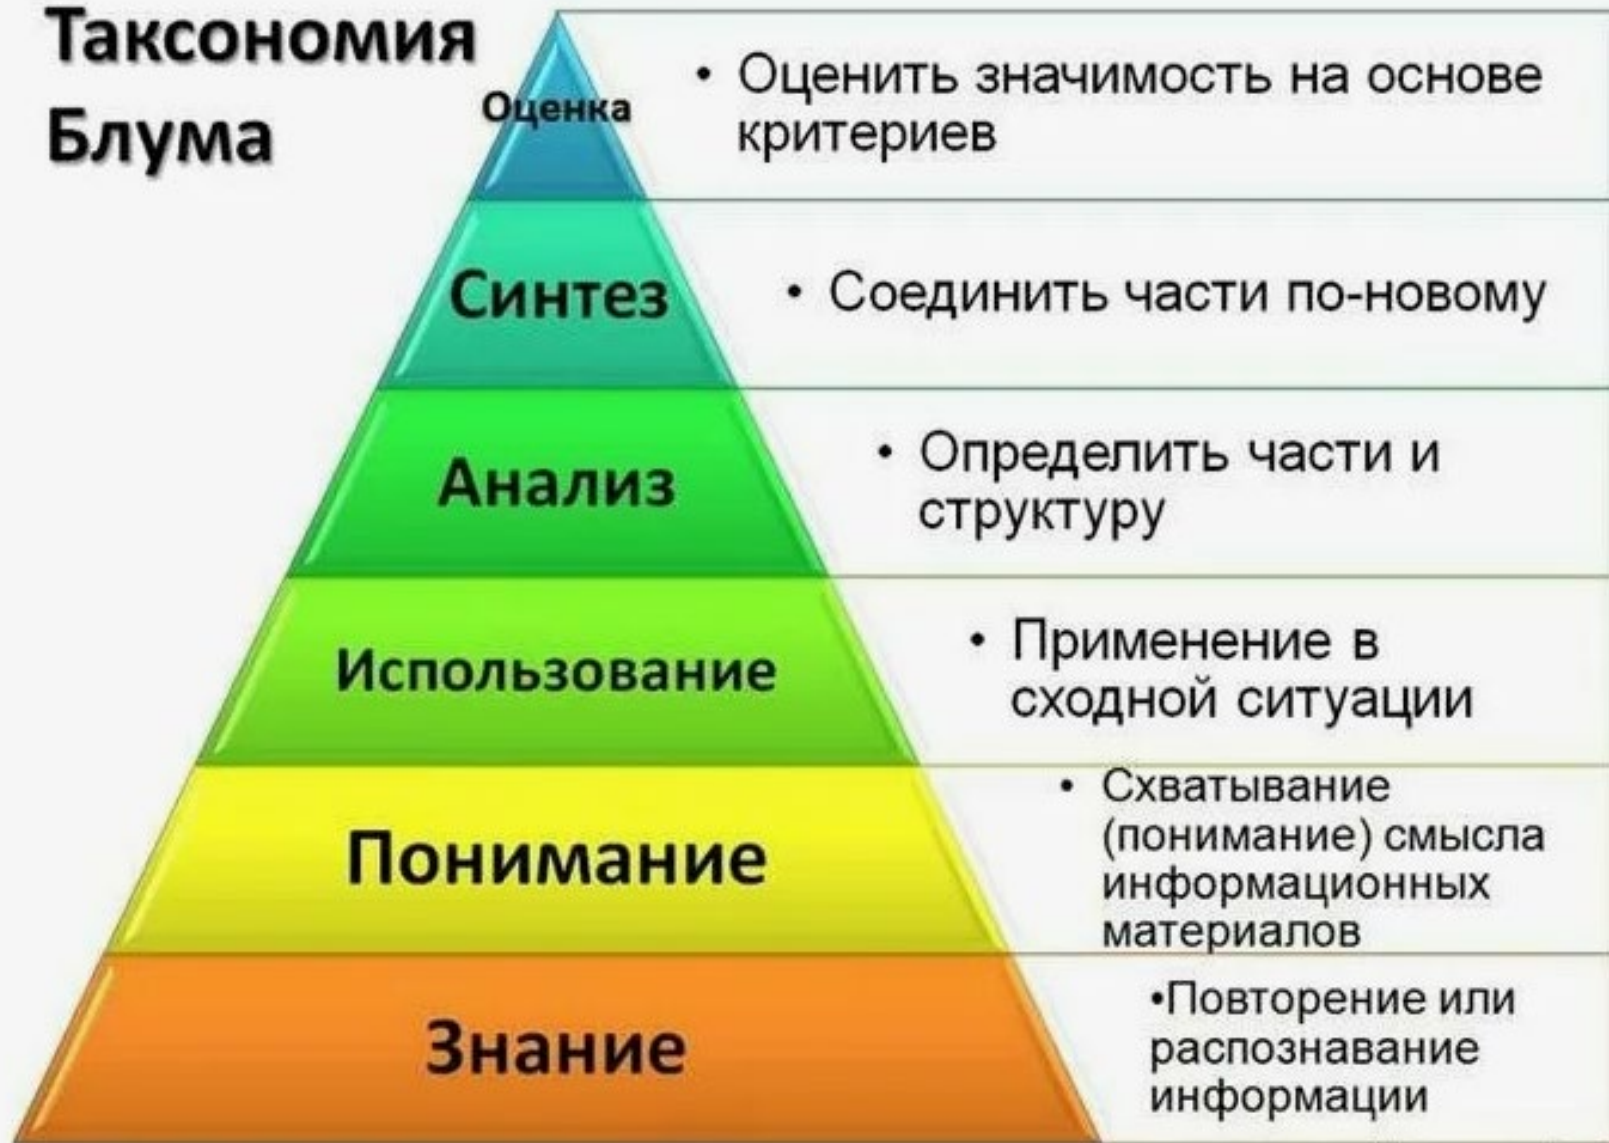 Таксономия
Блума
Оценка
• Оценить значимость на основе
критериев
Синтез
• Соединить части по-новому
Анализ
• Определить части и
структуру
Использование
• Применение в
сходной ситуации
Понимание
• Схватывание
(понимание) смысла
информационных
материалов
Знание
•Повторение или
распознавание
информации